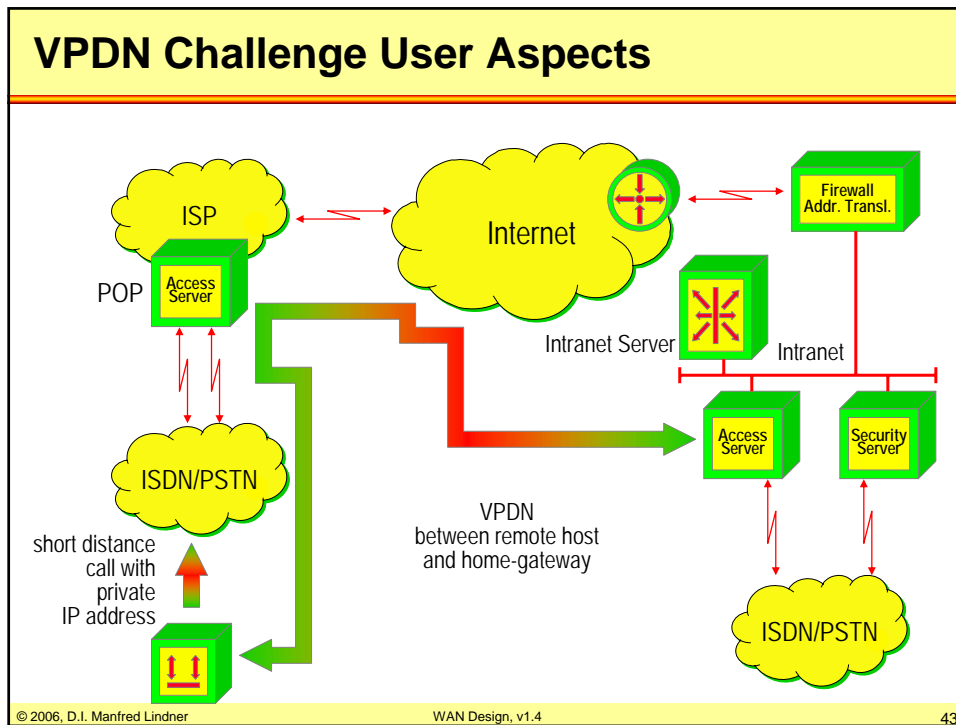 VPDN Challenge User Aspects
ISP
Internet
Firewall
Addr. Transl.
POP
Access
Server
Intranet Server
Intranet
Access
Server
Security
Server
ISDN/PSTN
VPDN
between remote host
and home-gateway
short distance
call with
private
IP address
ISDN/PSTN
© 2006, D.I. Manfred Lindner
WAN Design, v1.4
43